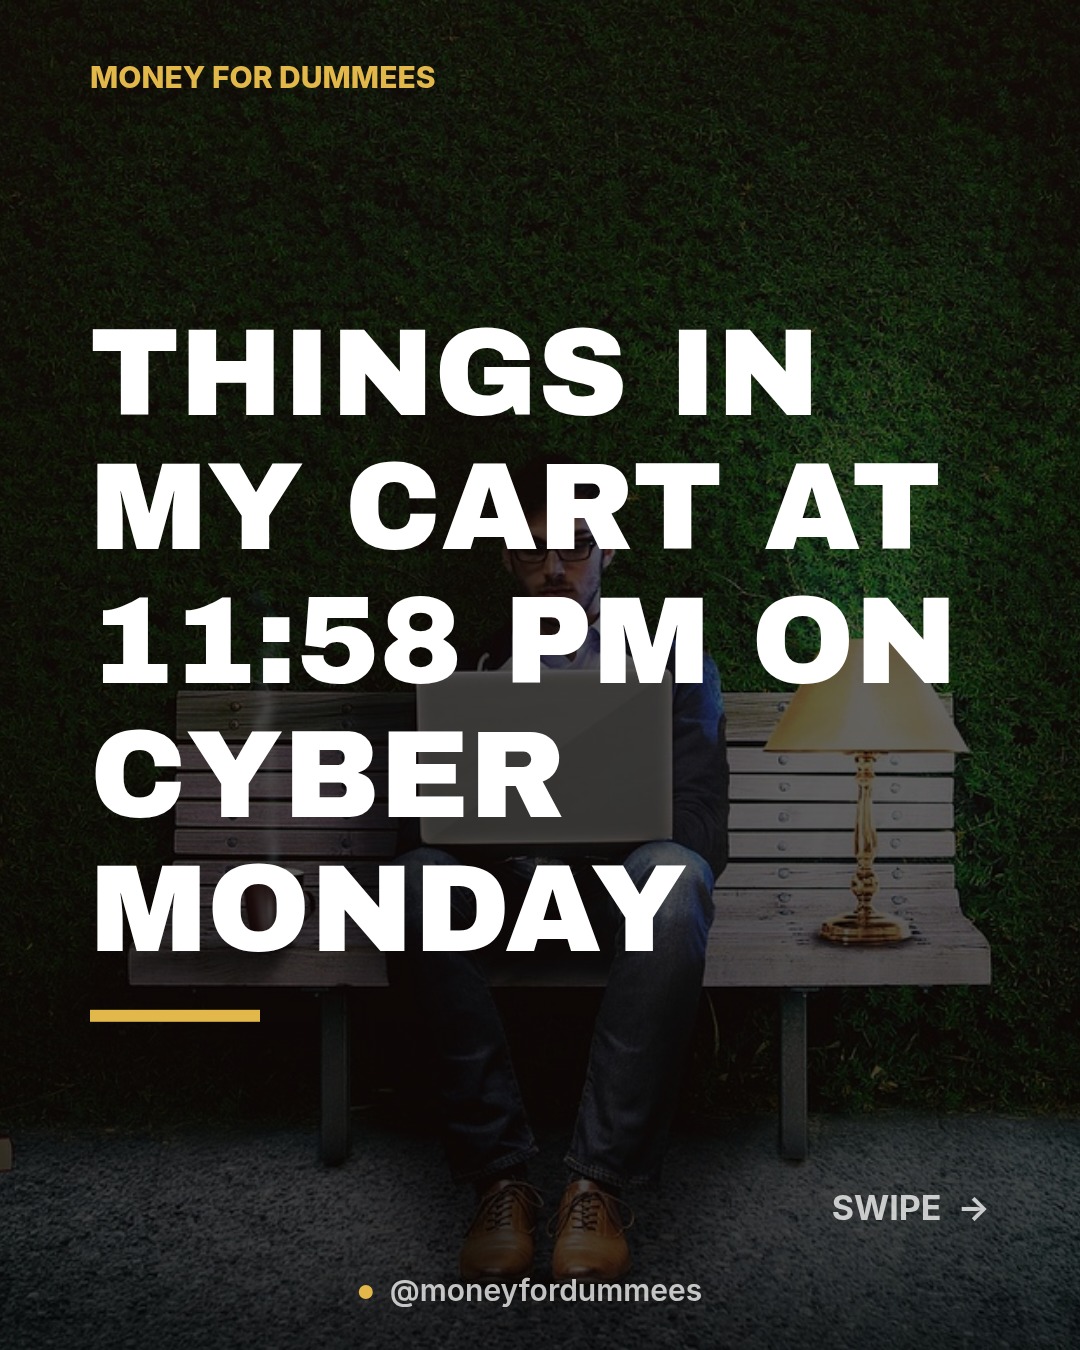 MONEY FOR DUMMEES
THINGS IN
MY CART AT
11:58 PM ON
CYBER
MONDAY
SWIPE →
@moneyfordummees